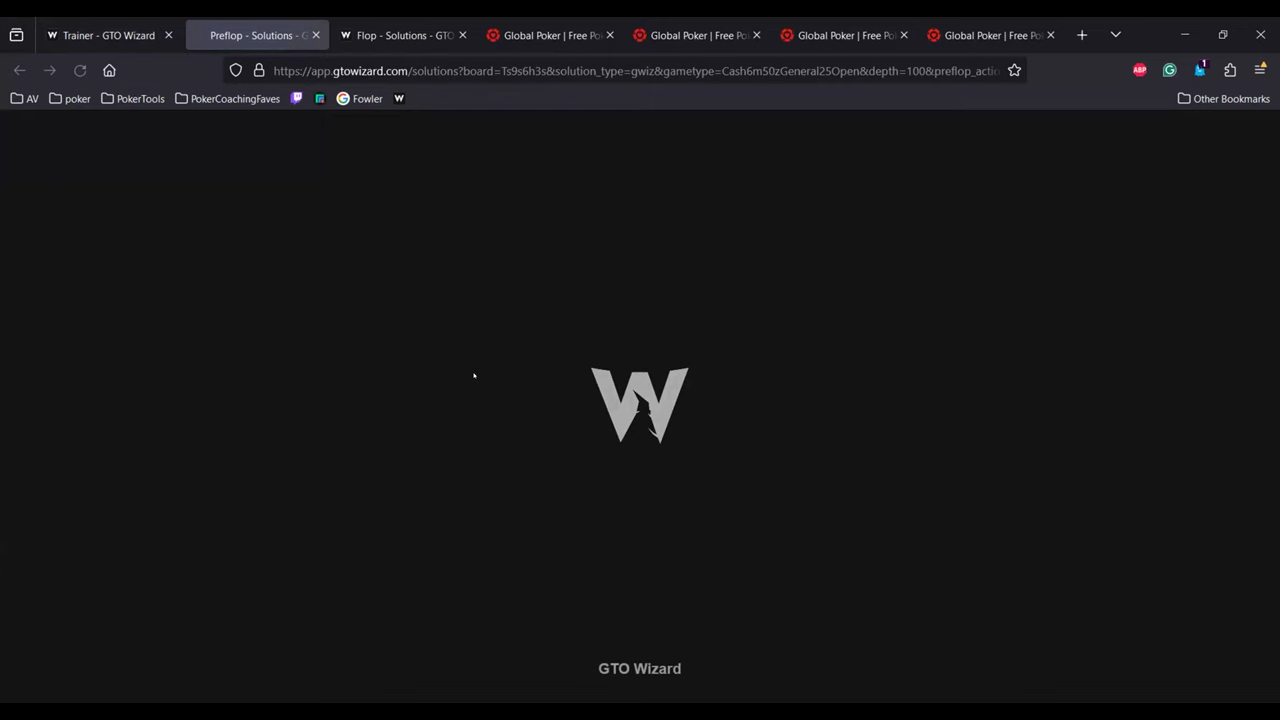 Trainer - GTO Wizard
Preflop - Solutions - G
Flop - Solutions - GTO
Global Poker | Free Po
Global Poker | Free Po
Global Poker | Free Po
Global Poker | Free Po
https://app.gtowizard.com/solutions?board=Ts9s6h3s&solution_type=gwiz&gametype=Cash6m50zGeneral25Open&depth=100&preflop_actio
ABP
1
AV
poker
PokerTools
PokerCoachingFaves
Fowler
Other Bookmarks
W
GTO Wizard